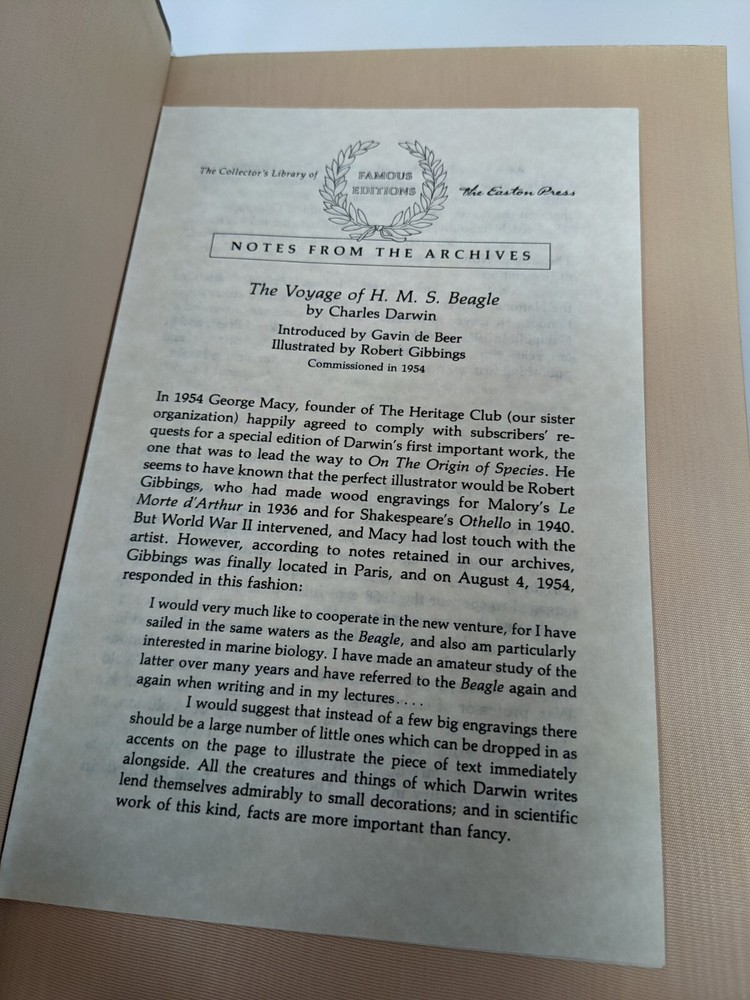 The Collector's Library of
FAMOUS
EDITIONS
The Easton Press
NOTES FROM THE ARCHIVES
The Voyage of H. M. S. Beagle
by Charles Darwin
Introduced by Gavin de Beer
Illustrated by Robert Gibbings
Commissioned in 1954
In 1954 George Macy, founder of The Heritage Club (our sister
organization) happily agreed to comply with subscribers' re-
quests for a special edition of Darwin's first important work, the
one that was to lead the way to On The Origin of Species. He
seems to have known that the perfect illustrator would be Robert
Gibbings, who had made wood engravings for Malory's Le
Morte d'Arthur in 1936 and for Shakespeare's Othello in 1940.
But World War II intervened, and Macy had lost touch with the
artist. However, according to notes retained in our archives,
Gibbings was finally located in Paris, and on August 4, 1954,
responded in this fashion:
I would very much like to cooperate in the new venture, for I have
sailed in the same waters as the Beagle, and also am particularly
interested in marine biology. I have made an amateur study of the
latter over many years and have referred to the Beagle again and
again when writing and in my lectures....
I would suggest that instead of a few big engravings there
should be a large number of little ones which can be dropped in as
accents on the page to illustrate the piece of text immediately
alongside. All the creatures and things of which Darwin writes
lend themselves admirably to small decorations; and in scientific
work of this kind, facts are more important than fancy.